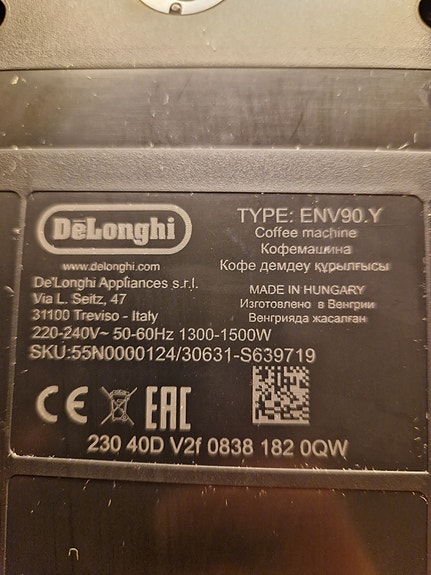 DeLonghi
www.delonghi.com
De'Longhi Appliances s.r.l.
Via L. Seitz, 47
31100 Treviso - Italy
220-240V~ 50-60Hz 1300-1500W
SKU:55N0000124/30631-S639719
TYPE: ENV90.Y
Coffee machine
Кофемашина
Кофе демдеу құрылғысы
MADE IN HUNGARY
Изготовлено в Венгрии
Венгрияда жасалған
CE
EAC
230 40D V2f 0838 182 0QW